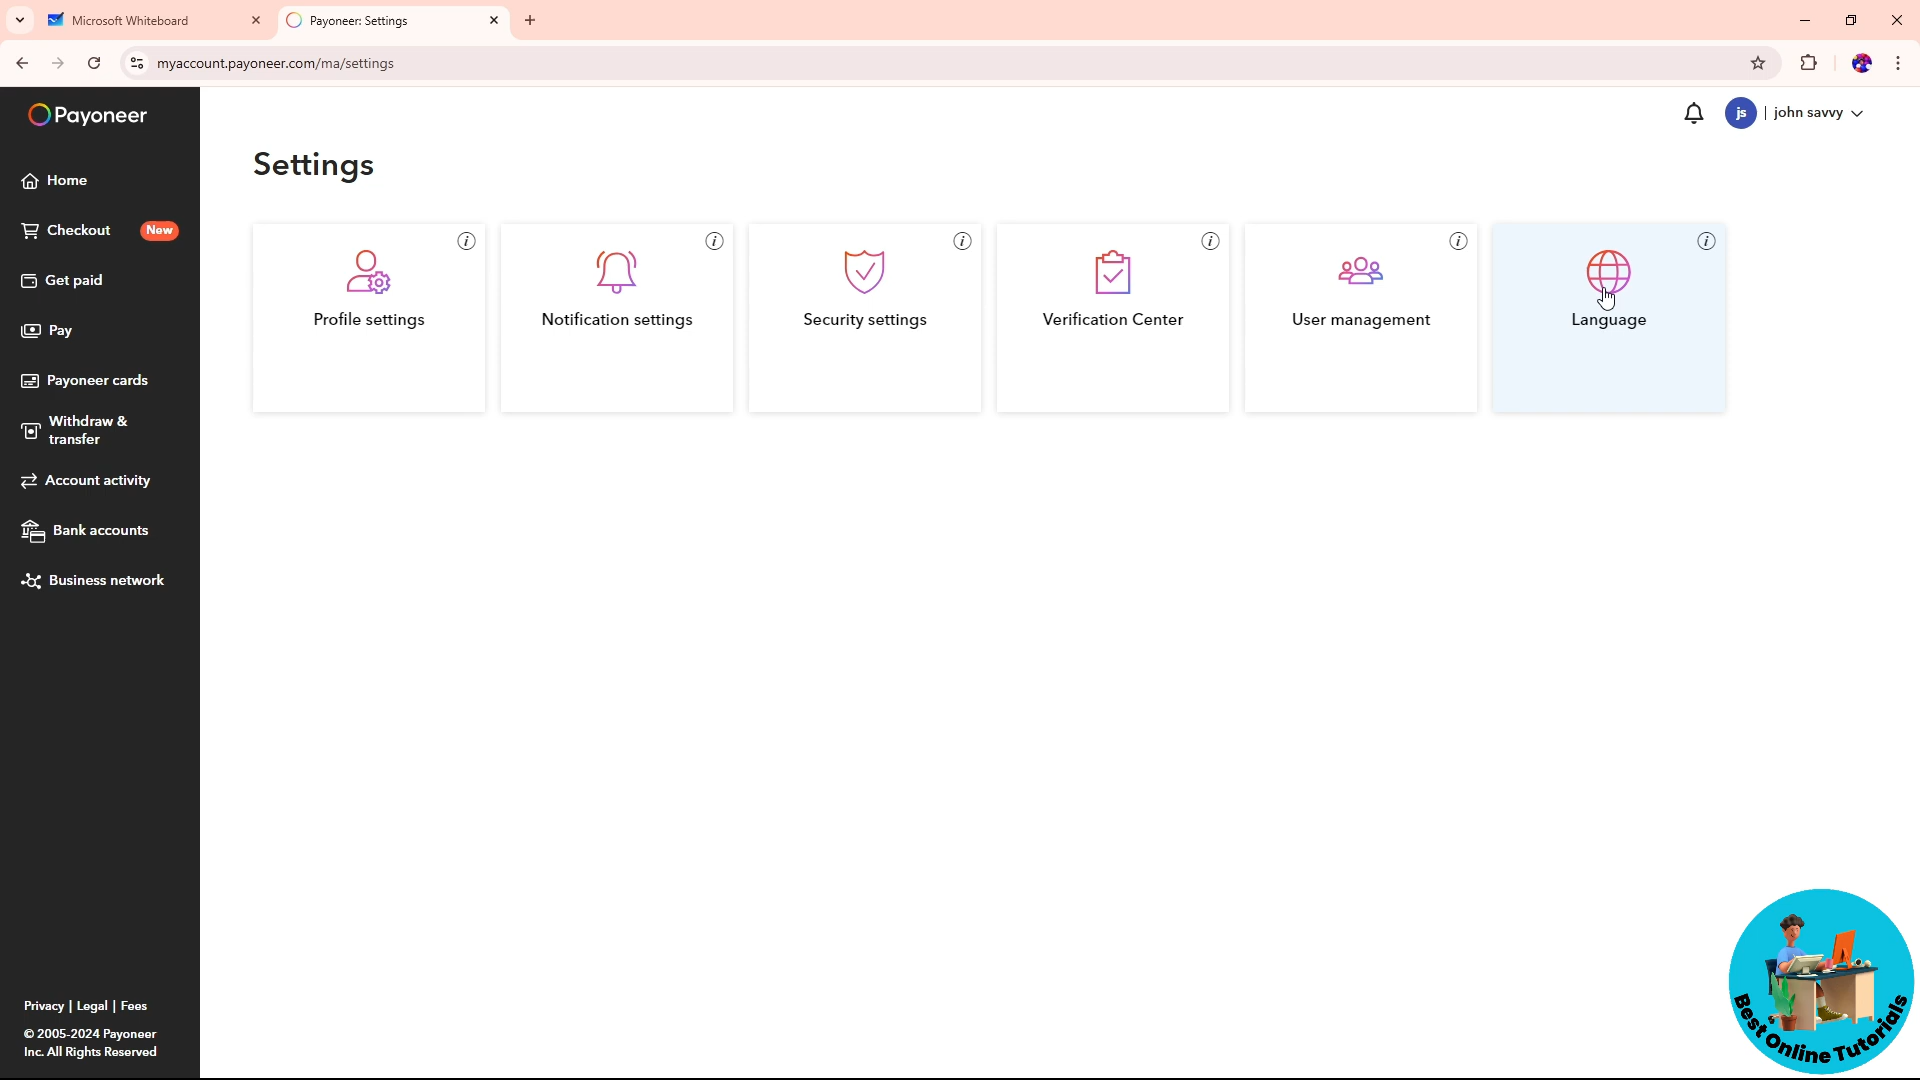 Microsoft Whiteboard
Payoneer: Settings
myaccount.payoneer.com/ma/settings
Payoneer
js | john savvy
Settings
Home
Checkout New
Get paid
Pay
Payoneer cards
Withdraw &
transfer
Account activity
Bank accounts
Business network
Profile settings
Notification settings
Security settings
Verification Center
User management
Language
Privacy | Legal | Fees
© 2005-2024 Payoneer
Inc. All Rights Reserved
Best Online Tutorials